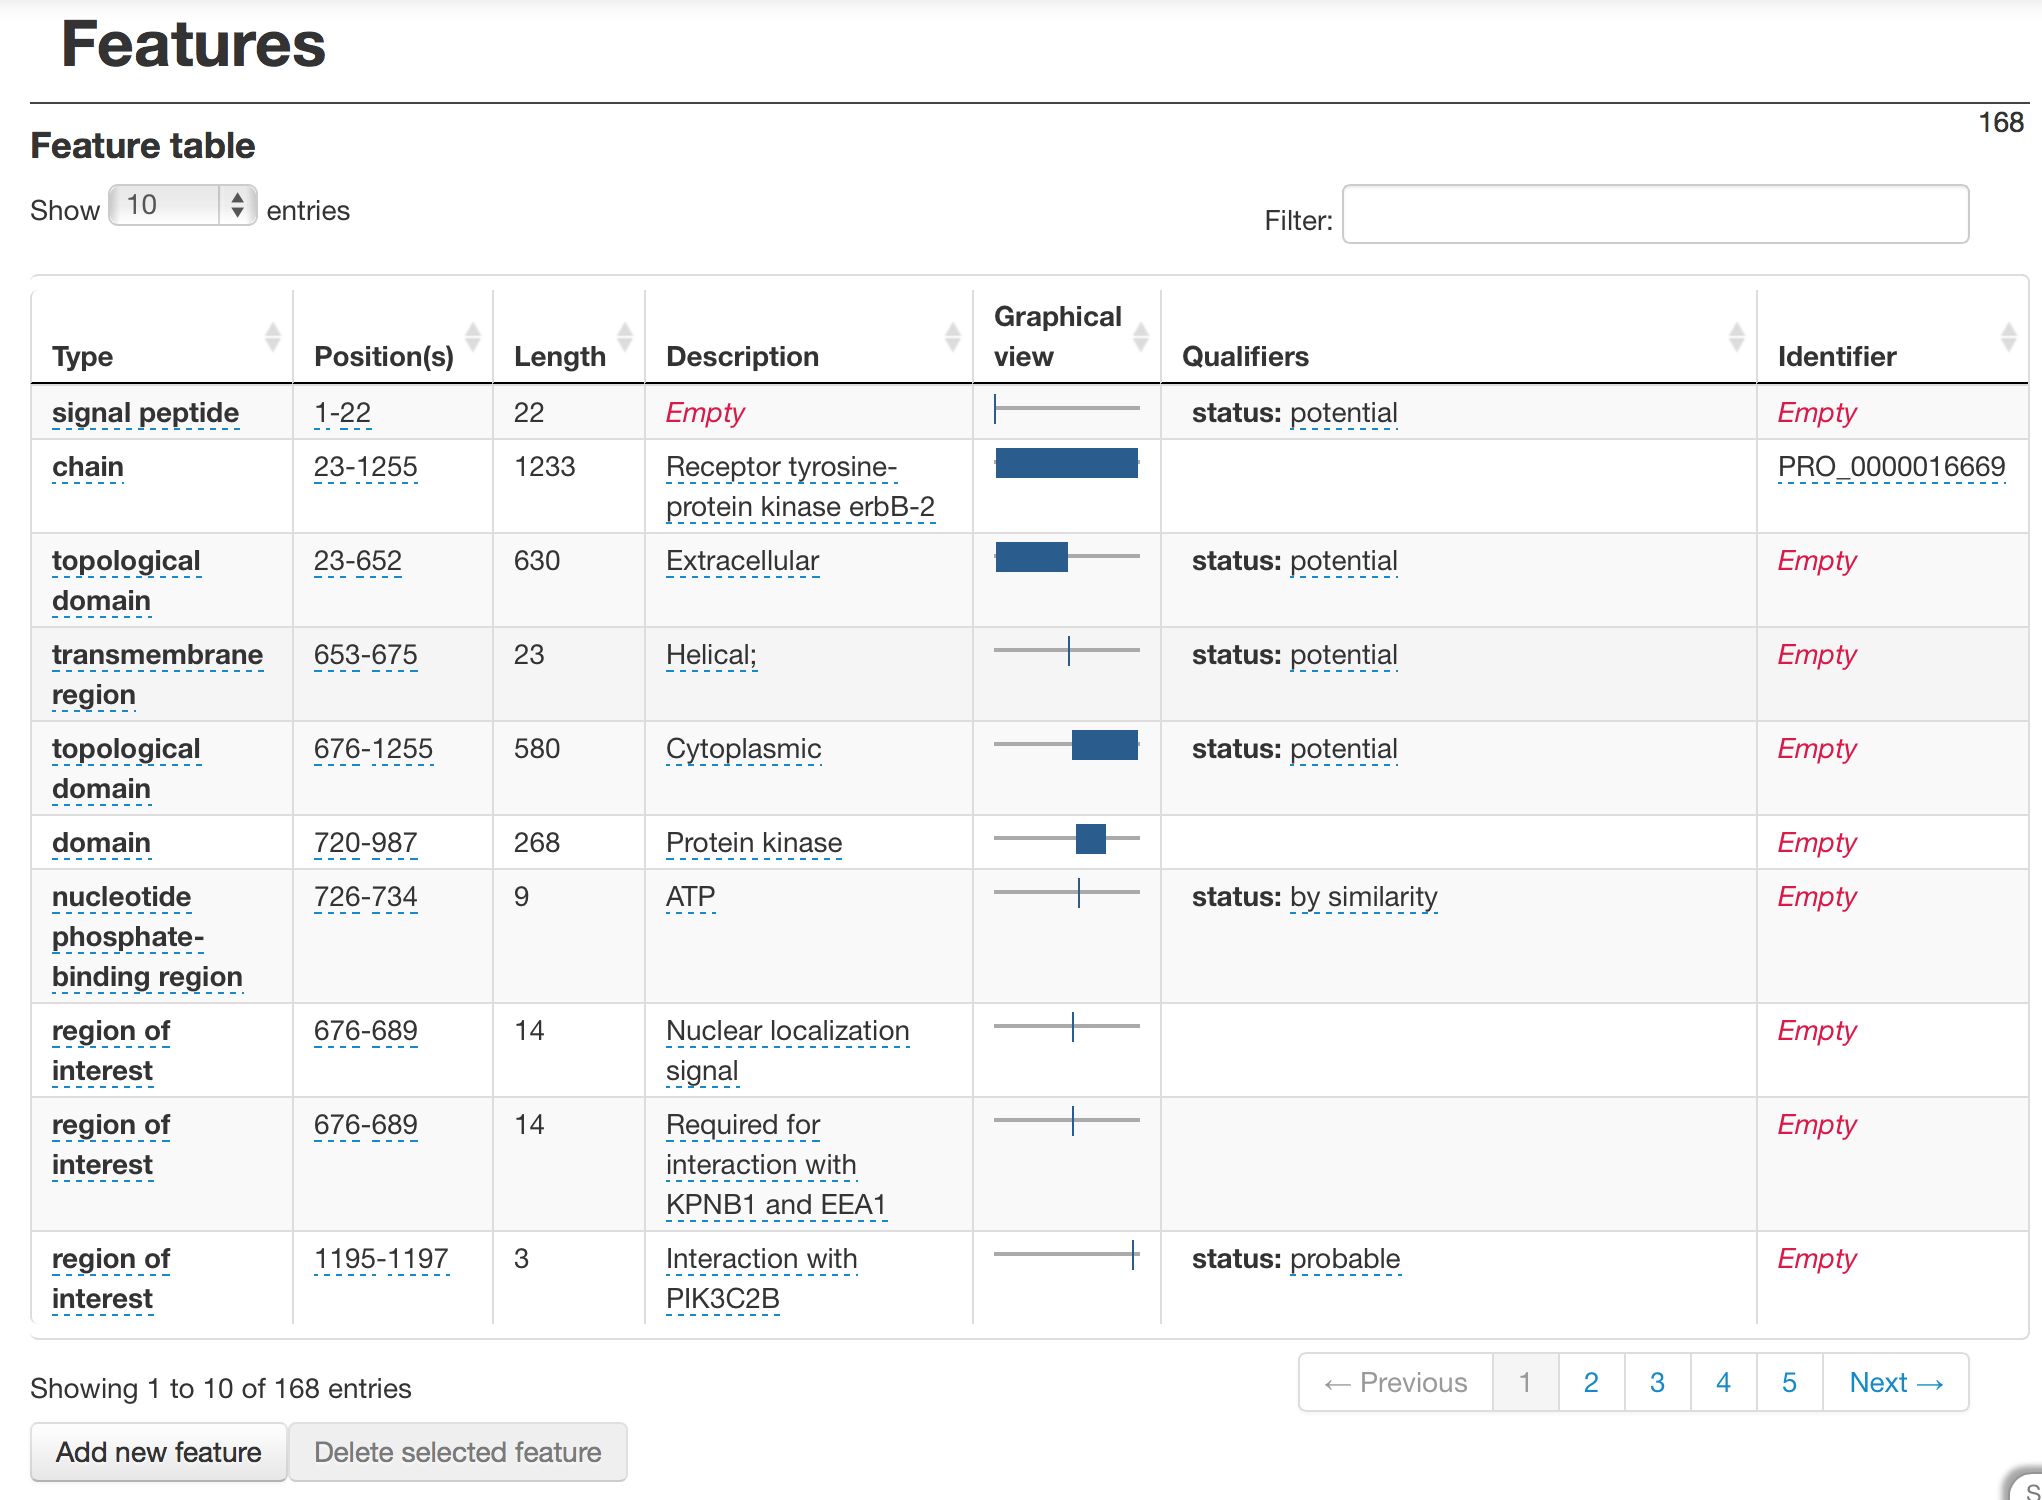 Features
168
Feature table
Show 10 entries
Filter:
Type Position(s) Length Description Graphical view Qualifiers Identifier
signal peptide 1-22 22 Empty status: potential Empty
chain 23-1255 1233 Receptor tyrosine- PRO_0000016669
protein kinase erbB-2
topological 23-652 630 Extracellular status: potential Empty
domain
transmembrane 653-675 23 Helical; status: potential Empty
region
topological 676-1255 580 Cytoplasmic status: potential Empty
domain
domain 720-987 268 Protein kinase Empty
nucleotide 726-734 9 ATP status: by similarity Empty
phosphate-
binding region
region of 676-689 14 Nuclear localization Empty
interest signal
region of 676-689 14 Required for Empty
interest interaction with
KPNB1 and EEA1
region of 1195-1197 3 Interaction with status: probable Empty
interest PIK3C2B
Showing 1 to 10 of 168 entries
← Previous 1 2 3 4 5 Next →
Add new feature Delete selected feature